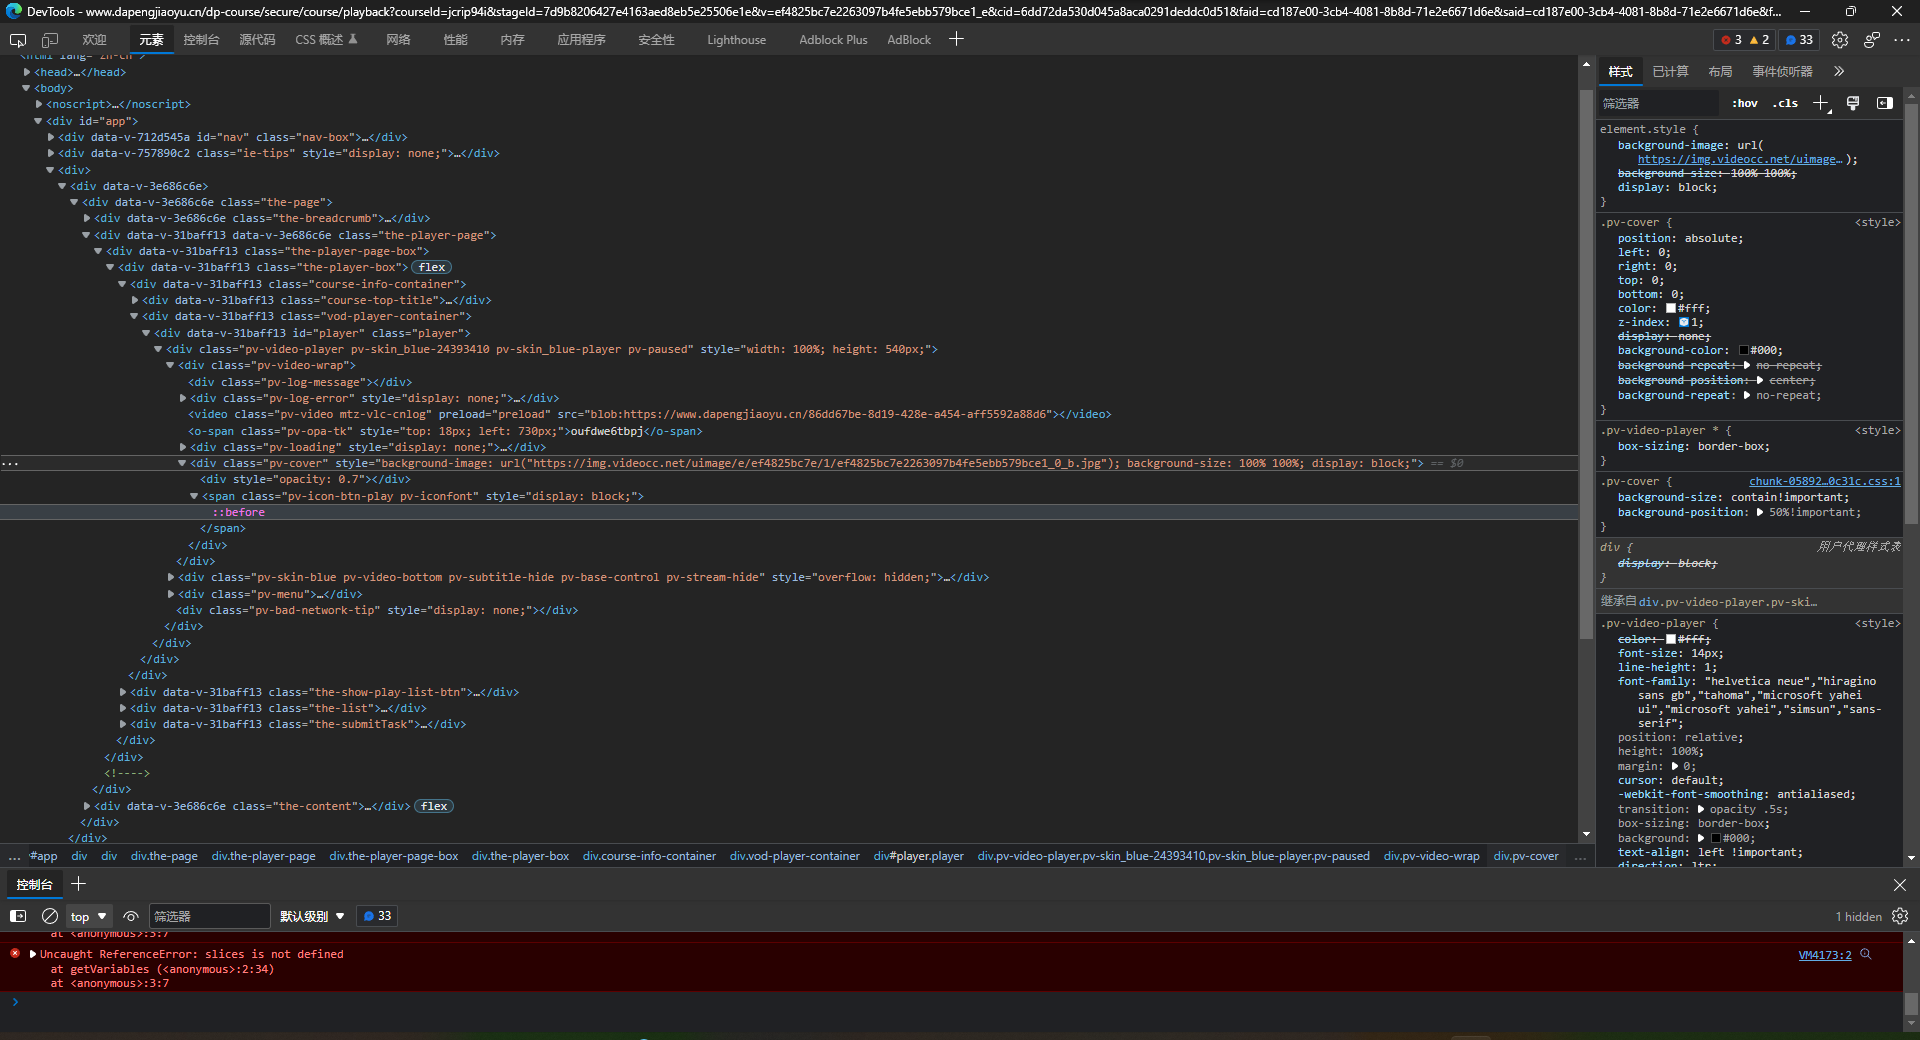 DevTools - www.dapengjiaoyu.cn/dp-course/secure/course/playback?courseId=jcrip94i&stageId=7d9b8206427e4163aed8eb5e25506e1e&v=ef4825bc7e2263097b4fe5ebb579bce1_e&cid=6dd72da530d045a8aca0291deddc0d51&faid=cd187e00-3cb4-4081-8b8d-71e2e6671d6e&said=cd187e00-3cb4-4081-8b8d-71e2e6671d6e&f...
欢迎 元素 控制台 源代码 CSS 概述 网络 性能 内存 应用程序 安全性 Lighthouse Adblock Plus AdBlock 3 2 33
<html lang="zh-cn">
<head>…</head>
<body>
<noscript>…</noscript>
<div id="app">
<div data-v-712d545a id="nav" class="nav-box">…</div>
<div data-v-757890c2 class="ie-tips" style="display: none;">…</div>
<div>
<div data-v-3e686c6e>
<div data-v-3e686c6e class="the-page">
<div data-v-3e686c6e class="the-breadcrumb">…</div>
<div data-v-31baff13 data-v-3e686c6e class="the-player-page">
<div data-v-31baff13 class="the-player-page-box">
<div data-v-31baff13 class="the-player-box"> flex
<div data-v-31baff13 class="course-info-container">
<div data-v-31baff13 class="course-top-title">…</div>
<div data-v-31baff13 class="vod-player-container">
<div data-v-31baff13 id="player" class="player">
<div class="pv-video-player pv-skin_blue-24393410 pv-skin_blue-player pv-paused" style="width: 100%; height: 540px;">
<div class="pv-video-wrap">
<div class="pv-log-message"></div>
<div class="pv-log-error" style="display: none;">…</div>
<video class="pv-video mtz-vlc-cnlog" preload="preload" src="blob:https://www.dapengjiaoyu.cn/86dd67be-8d19-428e-a454-aff5592a88d6"></video>
<o-span class="pv-opa-tk" style="top: 18px; left: 730px;">oufdwe6tbpj</o-span>
<div class="pv-loading" style="display: none;">…</div>
... <div class="pv-cover" style="background-image: url("https://img.videocc.net/uimage/e/ef4825bc7e/1/ef4825bc7e2263097b4fe5ebb579bce1_0_b.jpg"); background-size: 100% 100%; display: block;"> == $0
<div style="opacity: 0.7"></div>
<span class="pv-icon-btn-play pv-iconfont" style="display: block;">
::before
</span>
</div>
</div>
<div class="pv-skin-blue pv-video-bottom pv-subtitle-hide pv-base-control pv-stream-hide" style="overflow: hidden;">…</div>
<div class="pv-menu">…</div>
<div class="pv-bad-network-tip" style="display: none;"></div>
</div>
</div>
</div>
</div>
<div data-v-31baff13 class="the-show-play-list-btn">…</div>
<div data-v-31baff13 class="the-list">…</div>
<div data-v-31baff13 class="the-submitTask">…</div>
</div>
</div>
<!---->
</div>
<div data-v-3e686c6e class="the-content">…</div> flex
</div>
</div>
... #app div div div.the-page div.the-player-page div.the-player-page-box div.the-player-box div.course-info-container div.vod-player-container div#player.player div.pv-video-player.pv-skin_blue-24393410.pv-skin_blue-player.pv-paused div.pv-video-wrap div.pv-cover ...
样式 已计算 布局 事件侦听器
筛选器 :hov .cls
element.style {
background-image: url(
https://img.videocc.net/uimage… );
background-size: 100% 100%;
display: block;
}
.pv-cover { <style>
position: absolute;
left: 0;
right: 0;
top: 0;
bottom: 0;
color: #fff;
z-index: 1;
display: none;
background-color: #000;
background-repeat: no-repeat;
background-position: center;
background-repeat: no-repeat;
}
.pv-video-player * { <style>
box-sizing: border-box;
}
.pv-cover { chunk-05892…0c31c.css:1
background-size: contain!important;
background-position: 50%!important;
}
div { 用户代理样式表
display: block;
}
继承自 div.pv-video-player.pv-ski…
.pv-video-player { <style>
color: #fff;
font-size: 14px;
line-height: 1;
font-family: "helvetica neue","hiragino
sans gb","tahoma","microsoft yahei
ui","microsoft yahei","simsun","sans-
serif";
position: relative;
height: 100%;
margin: 0;
cursor: default;
-webkit-font-smoothing: antialiased;
transition: opacity .5s;
box-sizing: border-box;
background: #000;
text-align: left !important;
direction: ltr;
控制台
top 筛选器 默认级别 33 1 hidden
at <anonymous>:3:7
Uncaught ReferenceError: slices is not defined VM4173:2
at getVariables (<anonymous>:2:34)
at <anonymous>:3:7